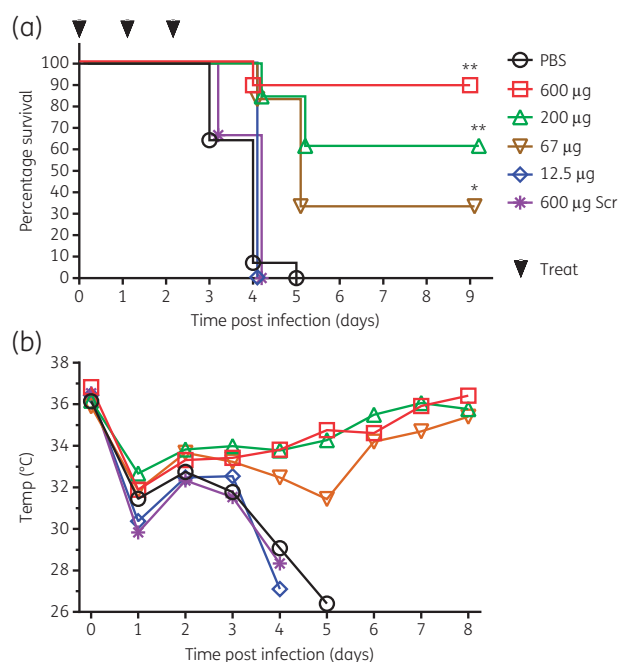 (a)
100
90
80
70
60
50
40
30
20
10
0
Percentage survival
**
**
*
0 1 2 3 4 5 6 7 8 9
Time post infection (days)
PBS
600 µg
200 µg
67 µg
12.5 µg
600 µg Scr
Treat
(b)
38
36
34
32
30
28
26
Temp (°C)
0 1 2 3 4 5 6 7 8
Time post infection (days)